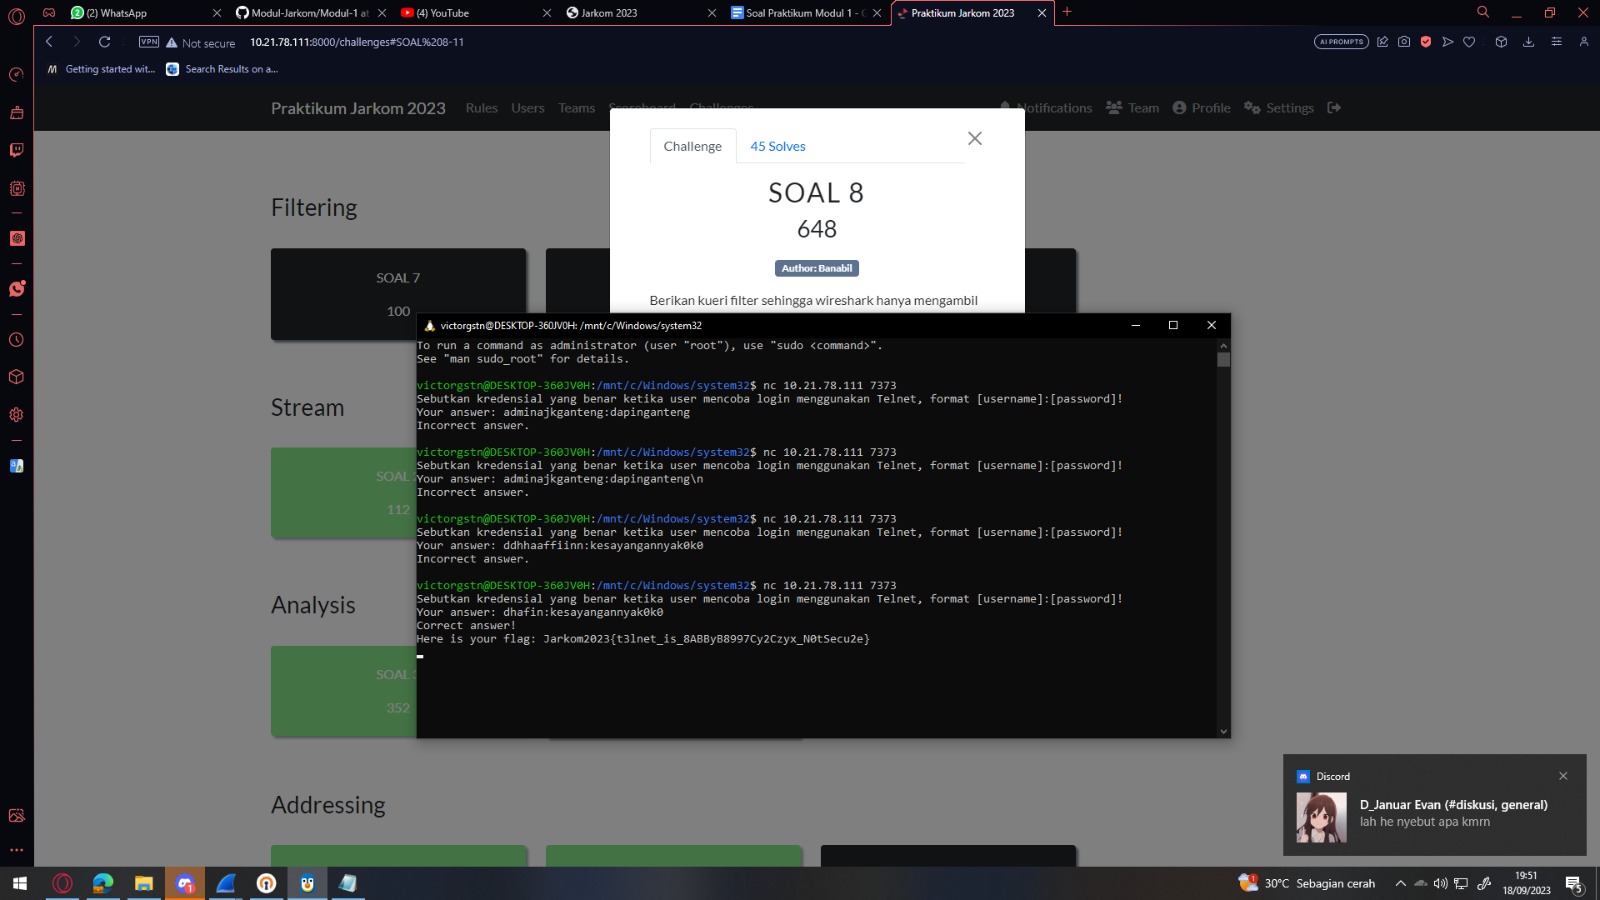 (2) WhatsApp
Modul-Jarkom/Modul-1 at
(4) YouTube
Jarkom 2023
Soal Praktikum Modul 1 - G
Praktikum Jarkom 2023
VPN
Not secure
10.21.78.111:8000/challenges#SOAL%208-11
AI PROMPTS
Getting started wit...
Search Results on a...
Praktikum Jarkom 2023
Rules
Users
Teams
Scoreboard
Challenges
Notifications
Team
Profile
Settings
Challenge
45 Solves
SOAL 8
648
Author: Banabil
Berikan kueri filter sehingga wireshark hanya mengambil
Filtering
SOAL 7
100
Stream
SOAL
112
Analysis
SOAL
352
Addressing
victorgstn@DESKTOP-360JV0H: /mnt/c/Windows/system32
To run a command as administrator (user "root"), use "sudo <command>".
See "man sudo_root" for details.
victorgstn@DESKTOP-360JV0H:/mnt/c/Windows/system32$ nc 10.21.78.111 7373
Sebutkan kredensial yang benar ketika user mencoba login menggunakan Telnet, format [username]:[password]!
Your answer: adminajkganteng:dapinganteng
Incorrect answer.
victorgstn@DESKTOP-360JV0H:/mnt/c/Windows/system32$ nc 10.21.78.111 7373
Sebutkan kredensial yang benar ketika user mencoba login menggunakan Telnet, format [username]:[password]!
Your answer: adminajkganteng:dapinganteng\n
Incorrect answer.
victorgstn@DESKTOP-360JV0H:/mnt/c/Windows/system32$ nc 10.21.78.111 7373
Sebutkan kredensial yang benar ketika user mencoba login menggunakan Telnet, format [username]:[password]!
Your answer: ddhhaaffiinn:kesayangannyak0k0
Incorrect answer.
victorgstn@DESKTOP-360JV0H:/mnt/c/Windows/system32$ nc 10.21.78.111 7373
Sebutkan kredensial yang benar ketika user mencoba login menggunakan Telnet, format [username]:[password]!
Your answer: dhafin:kesayangannyak0k0
Correct answer!
Here is your flag: Jarkom2023{t3lnet_is_8ABByB8997Cy2Czyx_N0tSecu2e}
Discord
D_Januar Evan (#diskusi, general)
lah he nyebut apa kmrn
30°C Sebagian cerah
19:51
18/09/2023
5